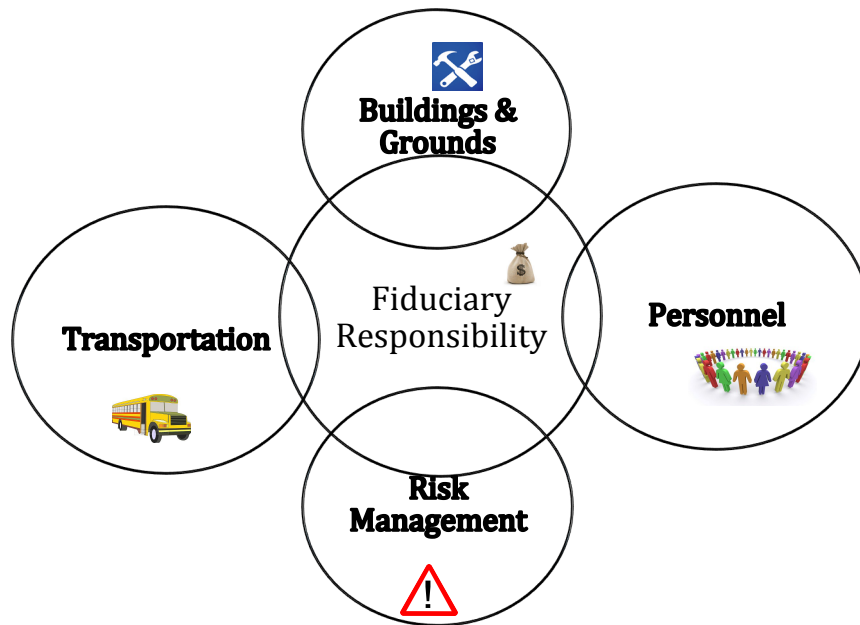 Buildings &
Grounds
Fiduciary
Responsibility
$
Transportation
Personnel
Risk
Management
!